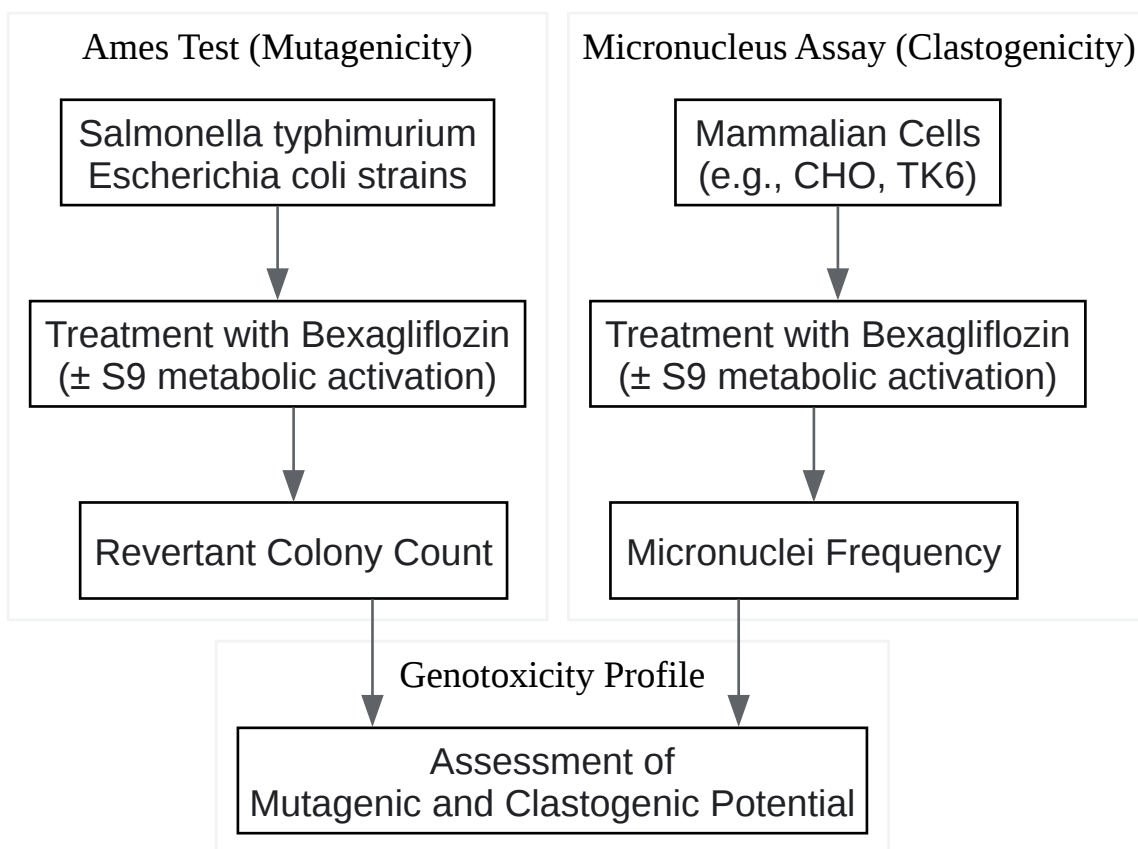 Ames Test (Mutagenicity)
Salmonella typhimurium
Escherichia coli strains
Treatment with Bexagliflozin
(± S9 metabolic activation)
Revertant Colony Count
Micronucleus Assay (Clastogenicity)
Mammalian Cells
(e.g., CHO, TK6)
Treatment with Bexagliflozin
(± S9 metabolic activation)
Micronuclei Frequency
Genotoxicity Profile
Assessment of
Mutagenic and Clastogenic Potential